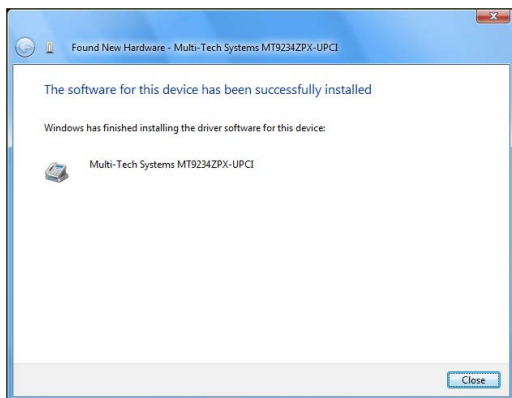 Found New Hardware - Multi-Tech Systems MT9234ZPX-UPCI
The software for this device has been successfully installed
Windows has finished installing the driver software for this device:
Multi-Tech Systems MT9234ZPX-UPCI
Close